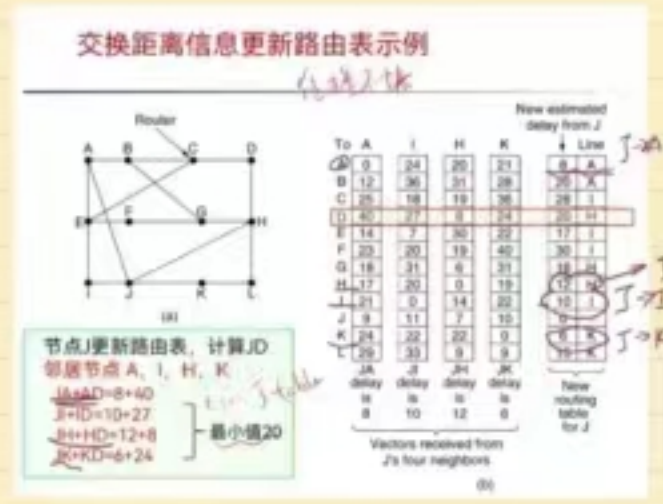 交换距离信息更新路由表示例
Router
A B C D
E F G H
I J K L
(a)
节点J更新路由表，计算JD
邻居节点 A、I、H、K
JA+AD=8+40
JI+ID=10+27
JH+HD=12+8
JK+KD=6+24
最小值20
New estimated
delay from J
To A I H K Line
A 0 24 20 21 8 A
B 12 36 31 28 20 A
C 25 18 19 36 28 I
D 40 27 8 24 20 H
E 14 7 30 22 17 I
F 23 20 19 40 30 I
G 18 31 6 31 18 H
H 17 20 0 19 12 H
I 21 0 14 22 10 I
J 9 11 7 10 0
K 24 22 22 0 6 K
L 29 33 9 9 15 K
JA JI JH JK
delay delay delay delay
is is is is
8 10 12 6
New
routing
table
for J
Vectors received from
J's four neighbors
(b)